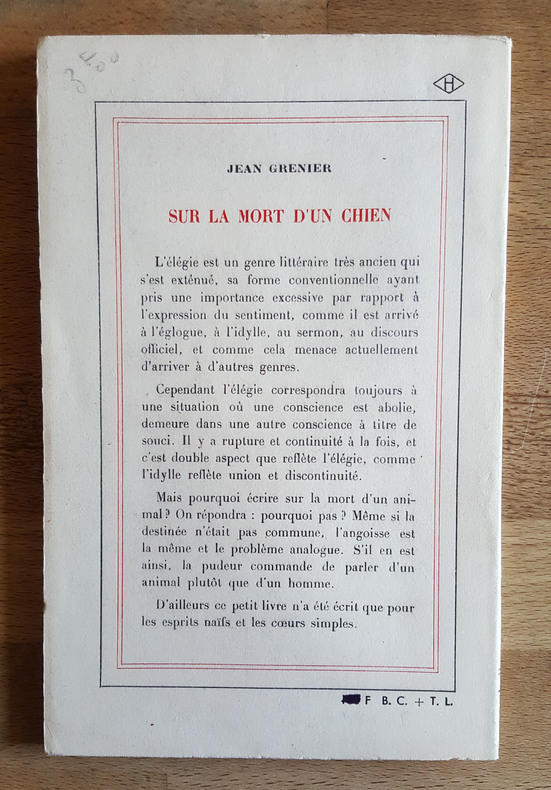 H
JEAN GRENIER
SUR LA MORT D'UN CHIEN
L'élégie est un genre littéraire très ancien qui
s'est exténué, sa forme conventionnelle ayant
pris une importance excessive par rapport à
l'expression du sentiment, comme il est arrivé
à l'églogue, à l'idylle, au sermon, au discours
officiel, et comme cela menace actuellement
d'arriver à d'autres genres.
Cependant l'élégie correspondra toujours à
une situation où une conscience est abolie,
demeure dans une autre conscience à titre de
souci. Il y a rupture et continuité à la fois, et
c'est double aspect que reflète l'élégie, comme
l'idylle reflète union et discontinuité.
Mais pourquoi écrire sur la mort d'un ani-
mal ? On répondra : pourquoi pas ? Même si la
destinée n'était pas commune, l'angoisse est
la même et le problème analogue. S'il en est
ainsi, la pudeur commande de parler d'un
animal plutôt que d'un homme.
D'ailleurs ce petit livre n'a été écrit que pour
les esprits naïfs et les cœurs simples.
F B. C. + T. L.